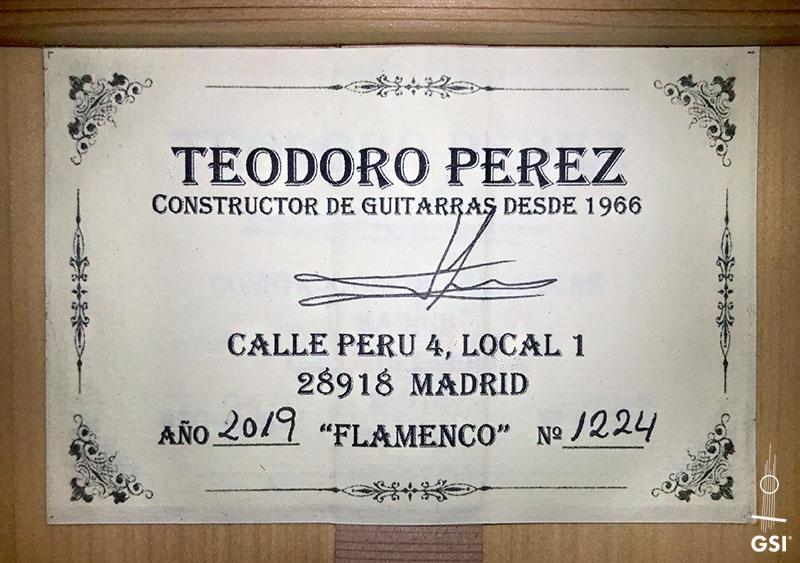 TEODORO PEREZ
CONSTRUCTOR DE GUITARRAS DESDE 1966
CALLE PERU 4, LOCAL 1
28918 MADRID
AÑO 2019 "FLAMENCO" Nº 1224
GSI